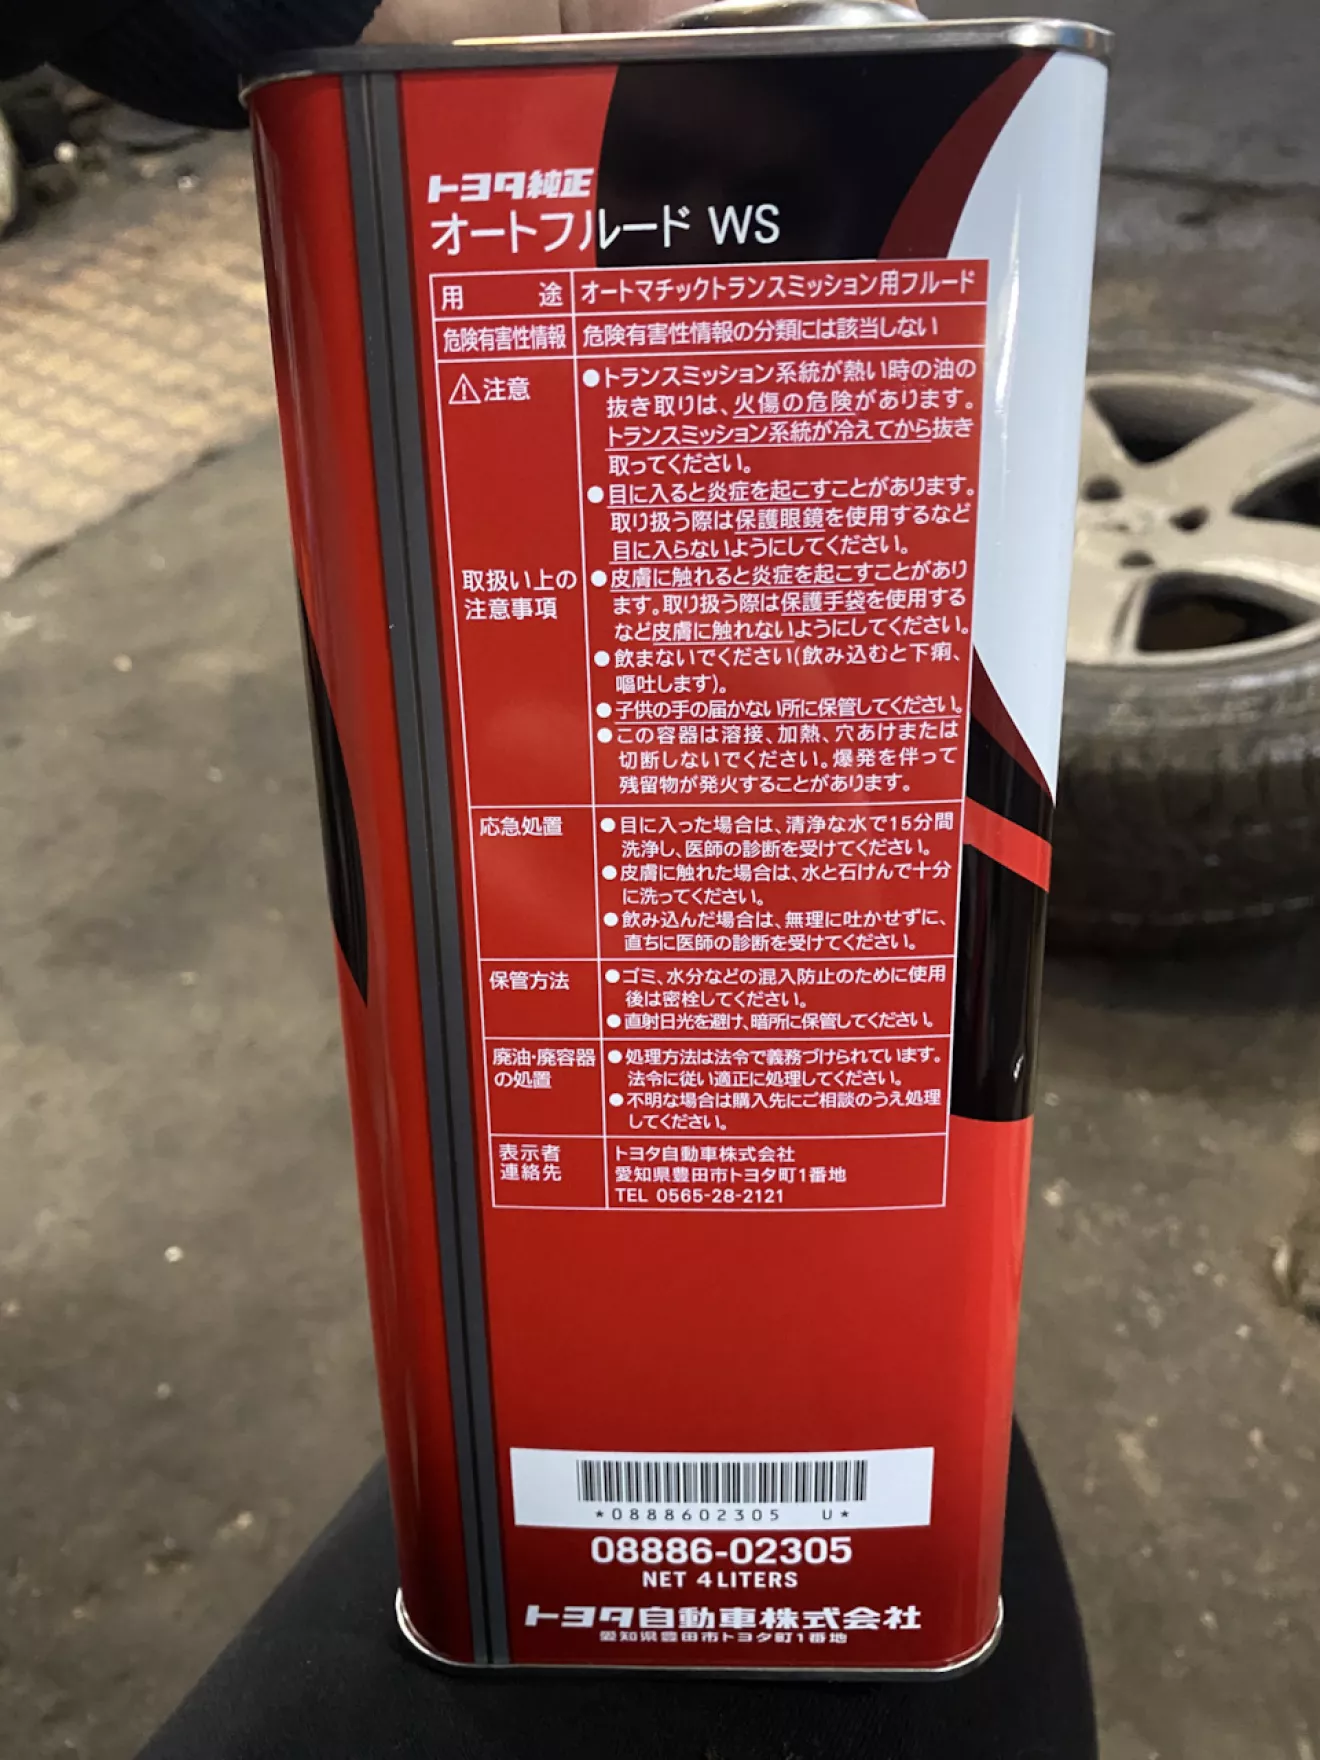 トヨタ純正
オートフルード WS
用途 オートマチックトランスミッション用フルード
危険有害性情報 危険有害性情報の分類には該当しない
⚠注意
取扱い上の
注意事項
●トランスミッション系統が熱い時の油の
抜き取りは、火傷の危険があります。
トランスミッション系統が冷えてから抜き
取ってください。
●目に入ると炎症を起こすことがあります。
取り扱う際は保護眼鏡を使用するなど
目に入らないようにしてください。
●皮膚に触れると炎症を起こすことがあり
ます。取り扱う際は保護手袋を使用する
など皮膚に触れないようにしてください。
●飲まないでください(飲み込むと下痢、
嘔吐します)。
●子供の手の届かない所に保管してください。
●この容器は溶接、加熱、穴あけまたは
切断しないでください。爆発を伴って
残留物が発火することがあります。
応急処置
●目に入った場合は、清浄な水で15分間
洗浄し、医師の診断を受けてください。
●皮膚に触れた場合は、水と石けんで十分
に洗ってください。
●飲み込んだ場合は、無理に吐かせずに、
直ちに医師の診断を受けてください。
保管方法
●ゴミ、水分などの混入防止のために使用
後は密栓してください。
●直射日光を避け、暗所に保管してください。
廃油・廃容器
の処置
●処理方法は法令で義務づけられています。
法令に従い適正に処理してください。
●不明な場合は購入先にご相談のうえ処理
してください。
表示者
連絡先
トヨタ自動車株式会社
愛知県豊田市トヨタ町1番地
TEL 0565-28-2121
*0888602305 U*
08886-02305
NET 4 LITERS
トヨタ自動車株式会社
愛知県豊田市トヨタ町1番地